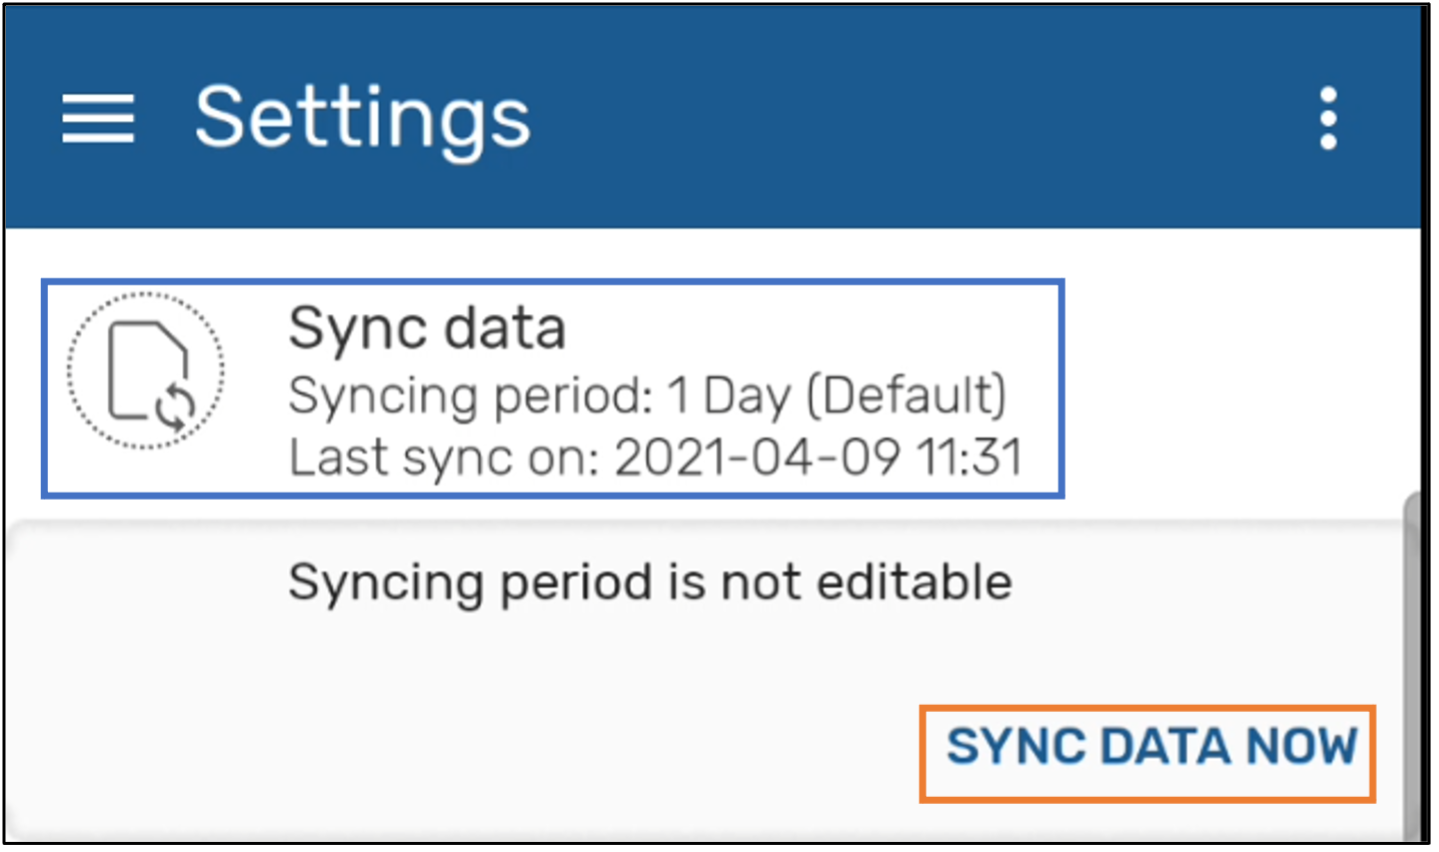 Settings
Sync data
Syncing period: 1 Day (Default)
Last sync on: 2021-04-09 11:31
Syncing period is not editable
SYNC DATA NOW